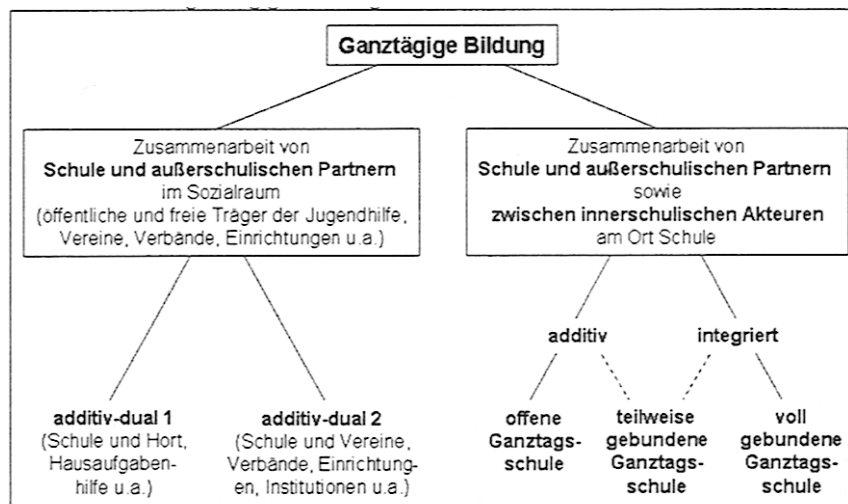 Ganztägige Bildung
Zusammenarbeit von
Schule und außerschulischen Partnern
im Sozialraum
(öffentliche und freie Träger der Jugendhilfe,
Vereine, Verbände, Einrichtungen u.a.)
Zusammenarbeit von
Schule und außerschulischen Partnern
sowie
zwischen innerschulischen Akteuren
am Ort Schule
additiv
integriert
additiv-dual 1
(Schule und Hort,
Hausaufgaben-
hilfe u.a.)
additiv-dual 2
(Schule und Vereine,
Verbände, Einrichtung-
en, Institutionen u.a.)
offene
Ganztags-
schule
teilweise
gebundene
Ganztags-
schule
voll
gebundene
Ganztags-
schule